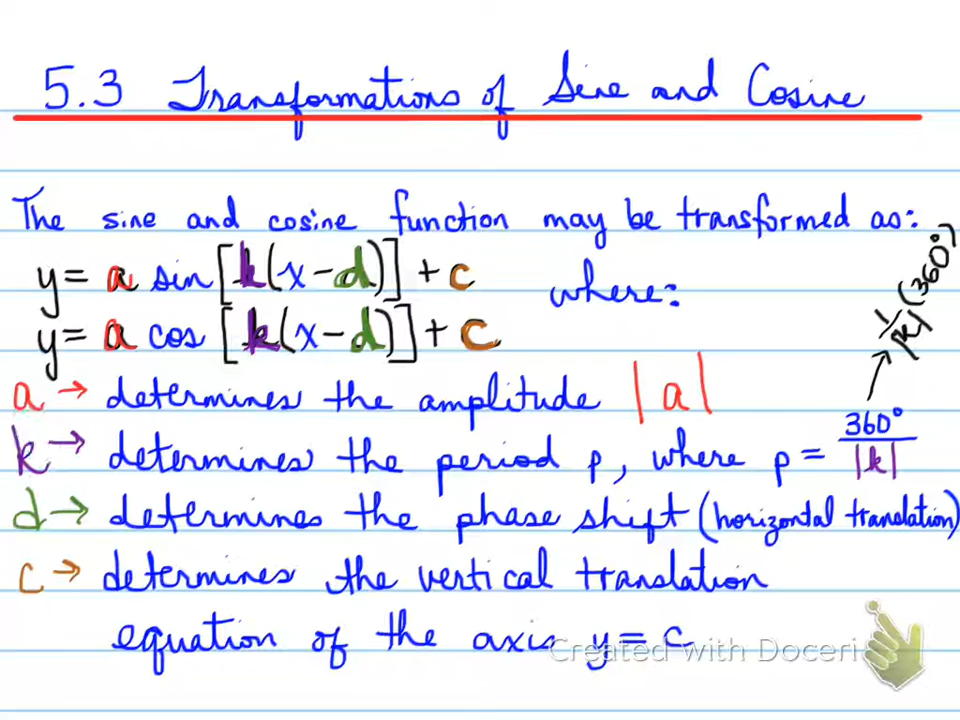 5.3 Transformations of Sine and Cosine
The sine and cosine function may be transformed as:
y = a sin [k(x-d)] + c where:
y = a cos [k(x-d)] + c
1/|k| (360°)
a → determines the amplitude |a|
k → determines the period p, where p = 360°/|k|
d → determines the phase shift (horizontal translation)
c → determines the vertical translation
equation of the axis y = c
Created with Doceri